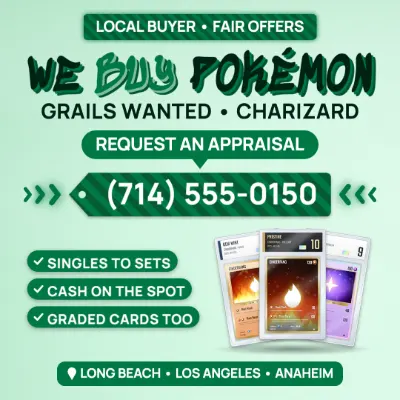 LOCAL BUYER • FAIR OFFERS
WE BUY POKÉMON
GRAILS WANTED • CHARIZARD
REQUEST AN APPRAISAL
(714) 555-0150
SINGLES TO SETS
CASH ON THE SPOT
GRADED CARDS TOO
PRISTINE
10
9
LONG BEACH • LOS ANGELES • ANAHEIM